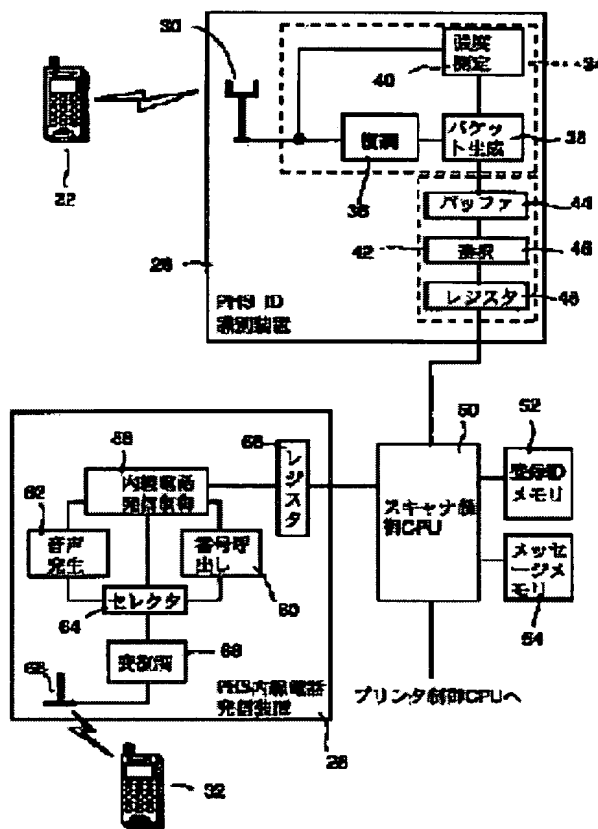 30
22
強度
測定
40
34
復調
36
パケッ
ト生成
38
バッファ
44
42
選択
46
レジスタ
48
26
PHS ID
識別装置
50
52
スキャナ制
御CPU
登録ID
メモリ
メッセ
ージメ
モリ
54
プリンタ制御CPUへ
58
内線電話
発信制御
レジスタ
62
音声
発生
番号呼
出し
60
64
セレクタ
変復調
PHS内線電話
発信装置
28
32